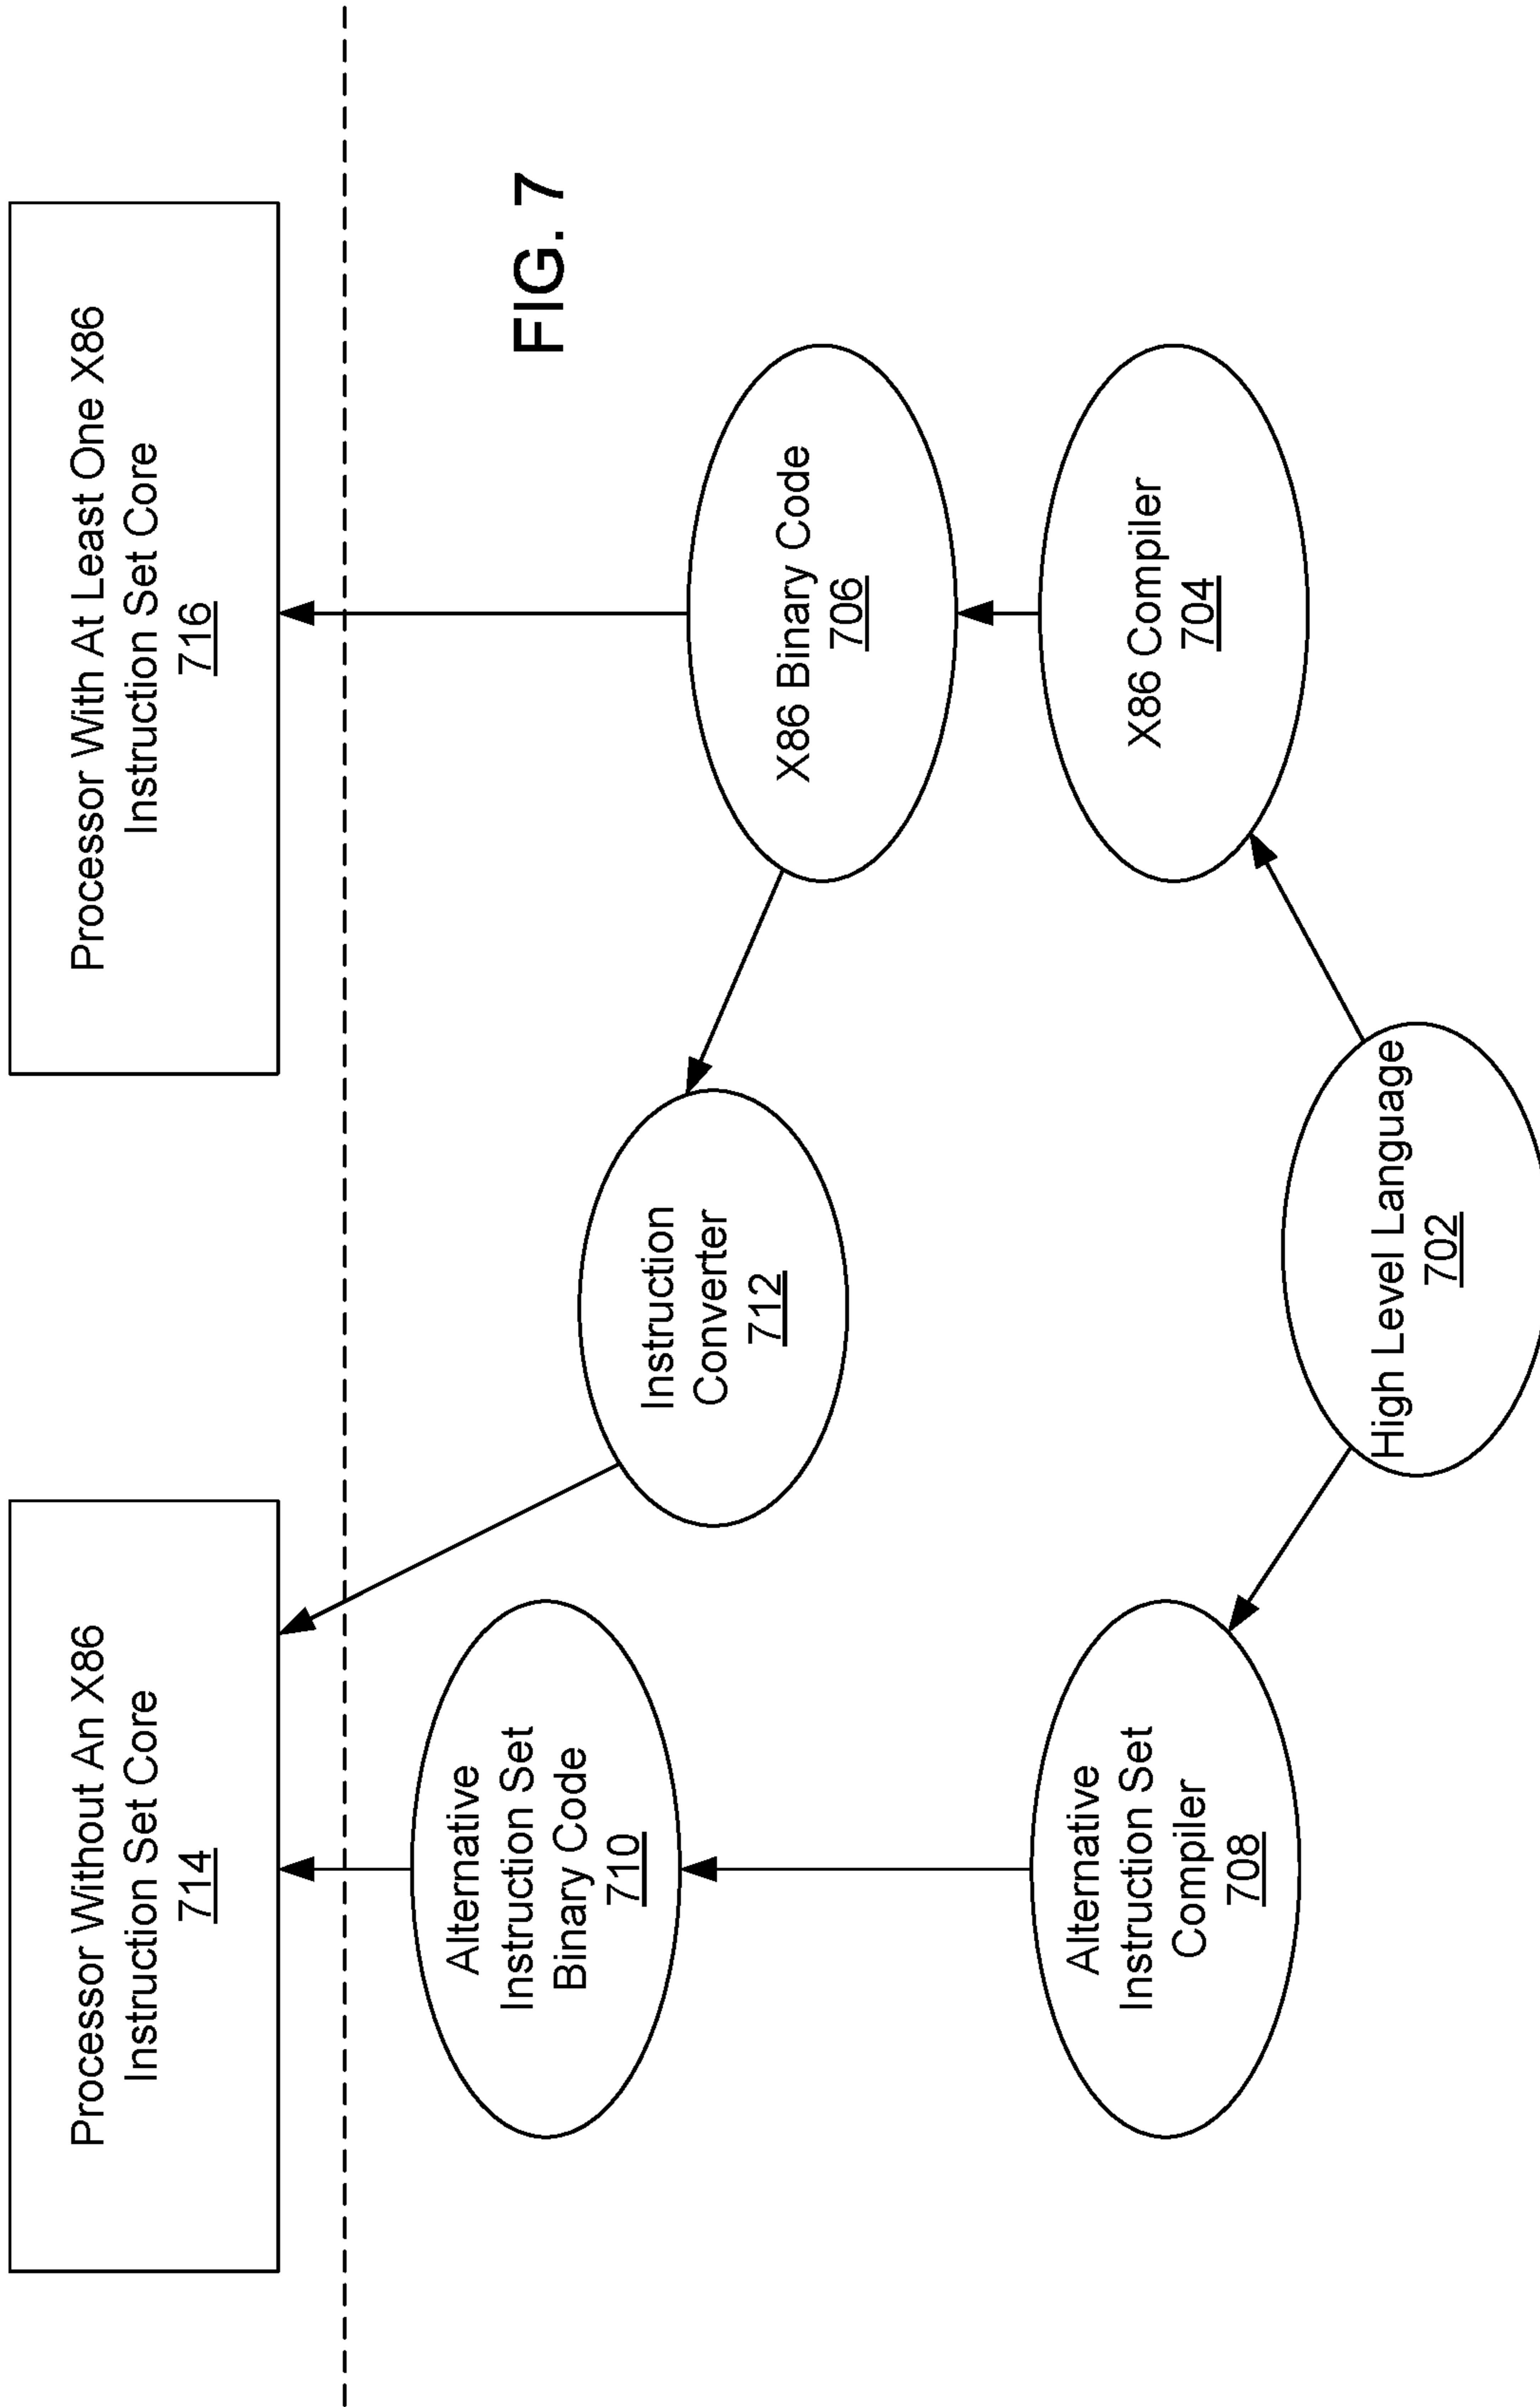 Processor Without An X86
Instruction Set Core
714
Processor With At Least One X86
Instruction Set Core
716
Alternative
Instruction Set
Binary Code
710
Instruction
Converter
712
FIG. 7
X86 Binary Code
706
Alternative
Instruction Set
Compiler
708
X86 Compiler
704
High Level Language
702